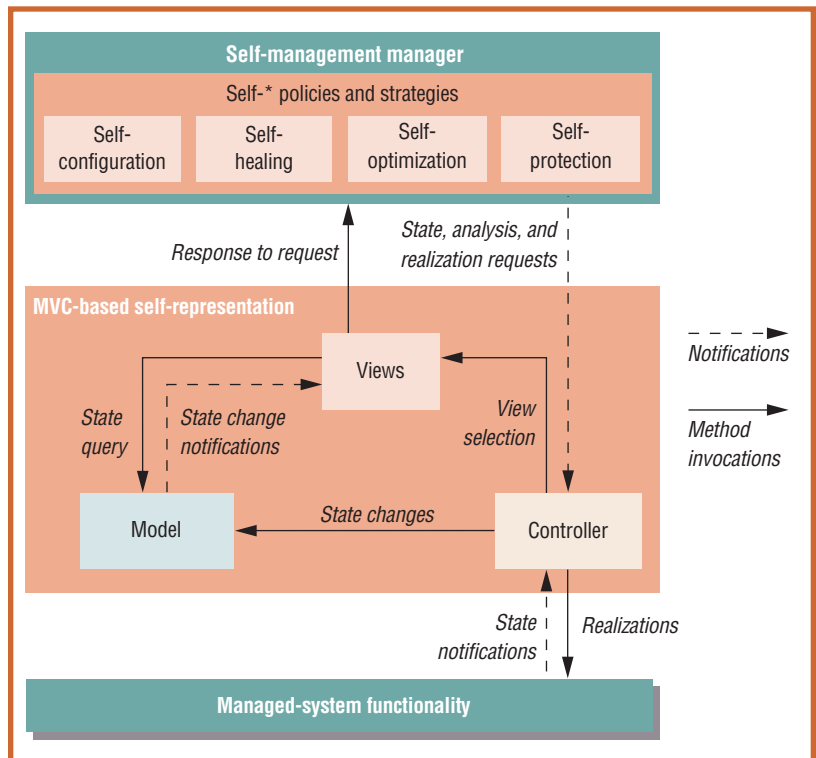 Self-management manager
Self-* policies and strategies
Self-
configuration
Self-
healing
Self-
optimization
Self-
protection
Response to request
State, analysis, and
realization requests
MVC-based self-representation
Views
State
query
State change
notifications
View
selection
Notifications
Method
invocations
Model
State changes
Controller
State
notifications
Realizations
Managed-system functionality